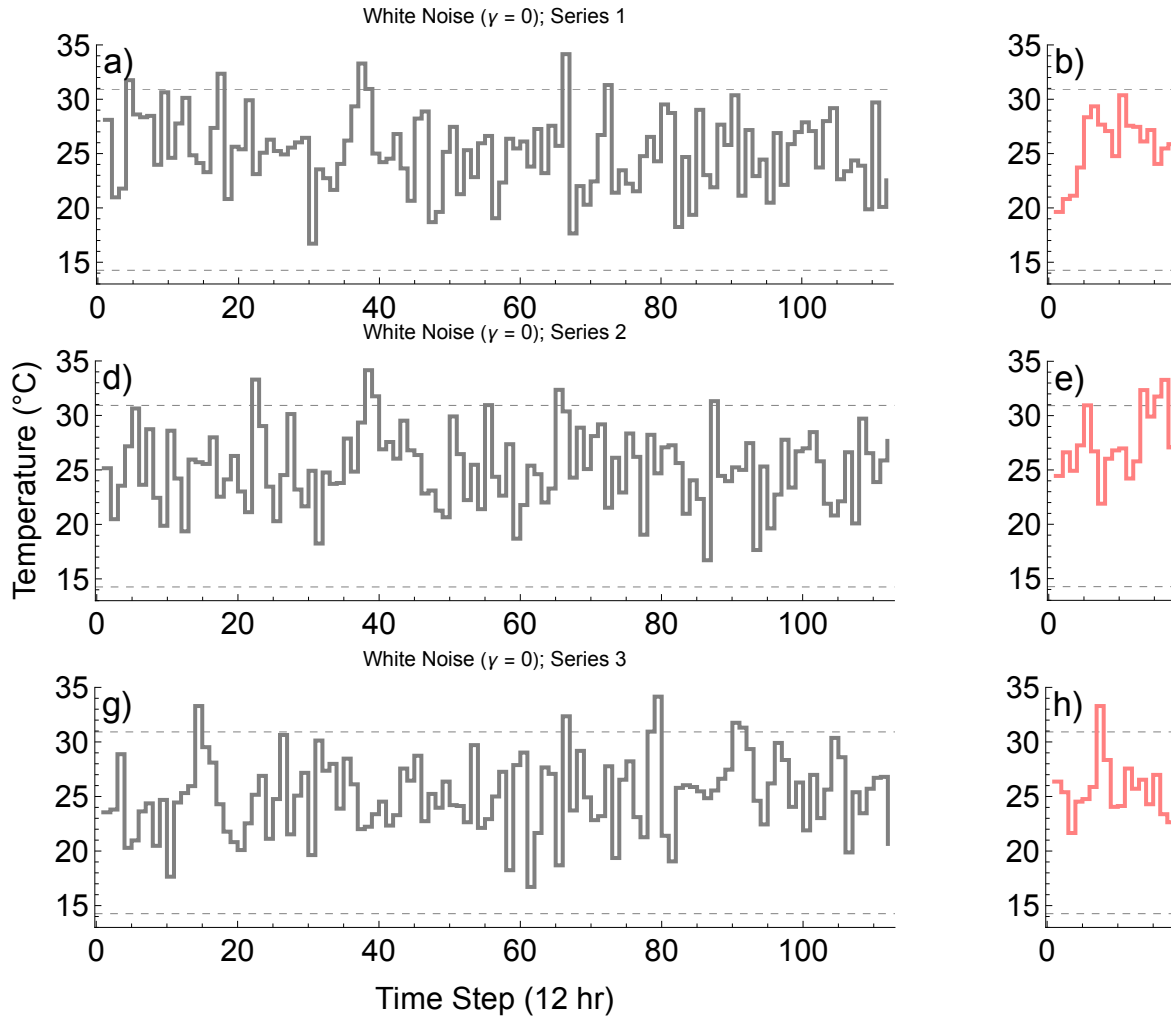 White Noise (γ = 0); Series 1
a)
35
30
25
20
15
0 20 40 60 80 100
b)
35
30
25
20
15
0
White Noise (γ = 0); Series 2
d)
35
30
25
20
15
0 20 40 60 80 100
e)
35
30
25
20
15
0
Temperature (°C)
White Noise (γ = 0); Series 3
g)
35
30
25
20
15
0 20 40 60 80 100
h)
35
30
25
20
15
0
Time Step (12 hr)